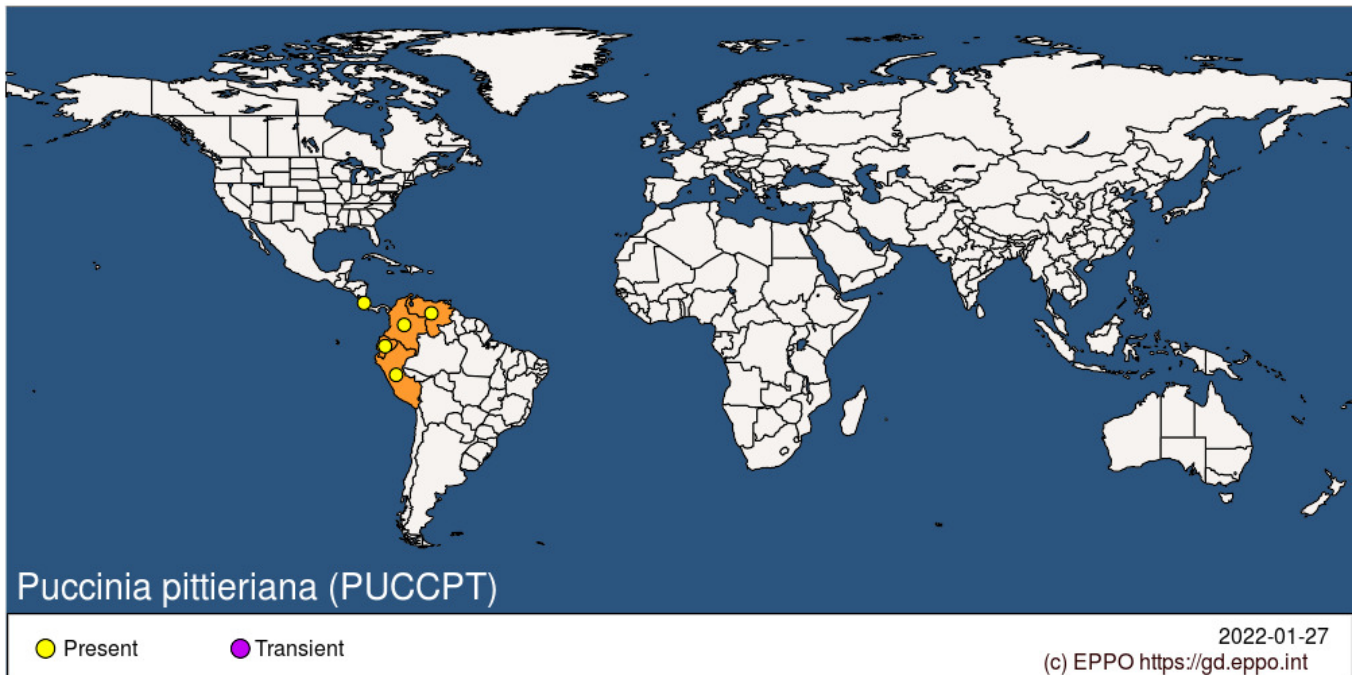 Puccinia pittieriana (PUCCPT)
Present
Transient
2022-01-27
(c) EPPO https://gd.eppo.int